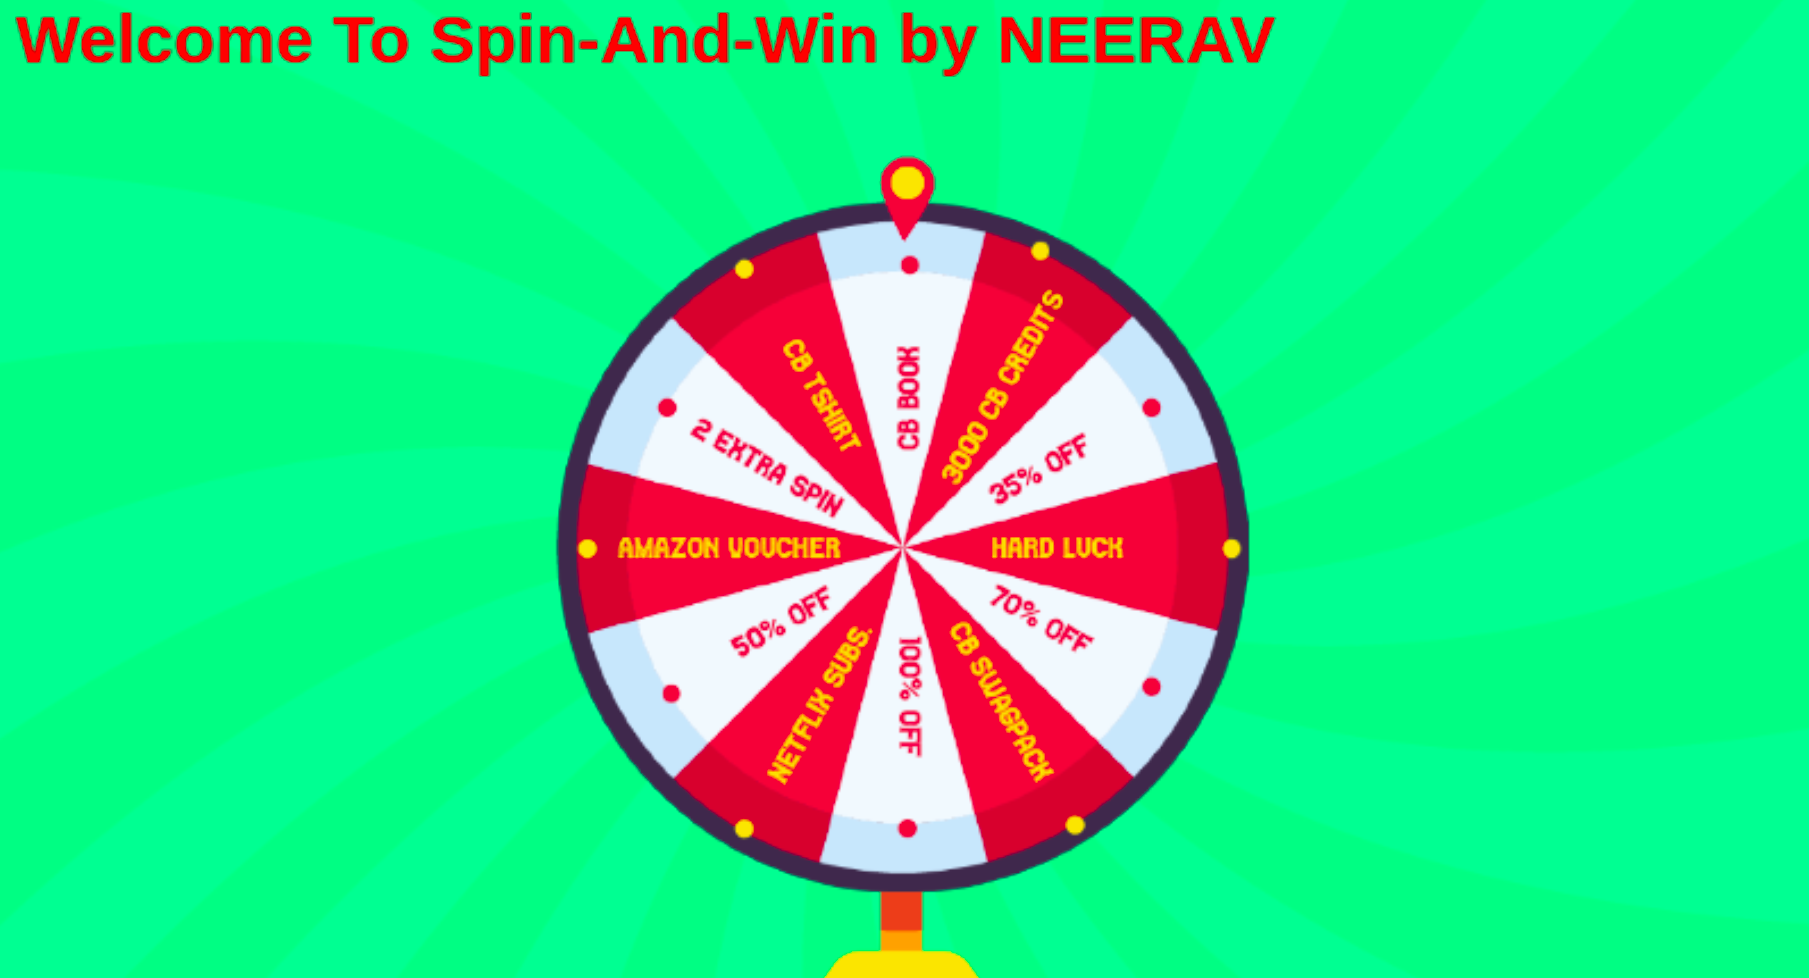 Welcome To Spin-And-Win by NEERAV
CB BOOK
3000 CB CREDITS
35% OFF
HARD LUCK
70% OFF
CB SWAGPACK
100% OFF
NETFLIX SUBS.
50% OFF
AMAZON VOUCHER
2 EXTRA SPIN
CB TSHIRT